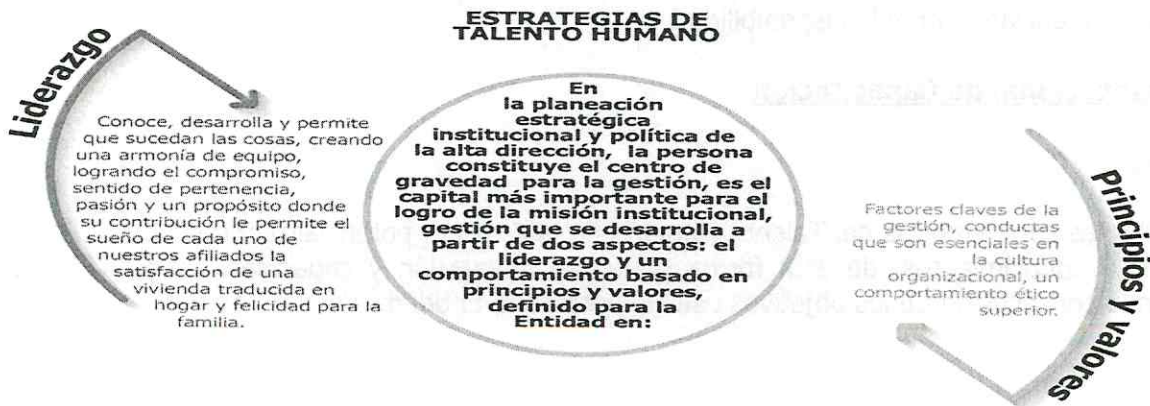 ESTRATEGIAS DE
TALENTO HUMANO
Liderazgo
Conoce, desarrolla y permite
que sucedan las cosas, creando
una armonía de equipo,
logrando el compromiso,
sentido de pertenencia,
pasión y un propósito donde
su contribución le permite el
sueño de cada uno de
nuestros afiliados la
satisfacción de una
vivienda traducida en
hogar y felicidad para la
familia.
En
la planeación
estratégica
institucional y política de
la alta dirección, la persona
constituye el centro de
gravedad para la gestión, es el
capital más importante para el
logro de la misión institucional,
gestión que se desarrolla a
partir de dos aspectos: el
liderazgo y un
comportamiento basado en
principios y valores,
definido para la
Entidad en:
Principios y valores
Factores claves de la
gestión, conductas
que son esenciales en
la cultura
organizacional, un
comportamiento ético
superior.